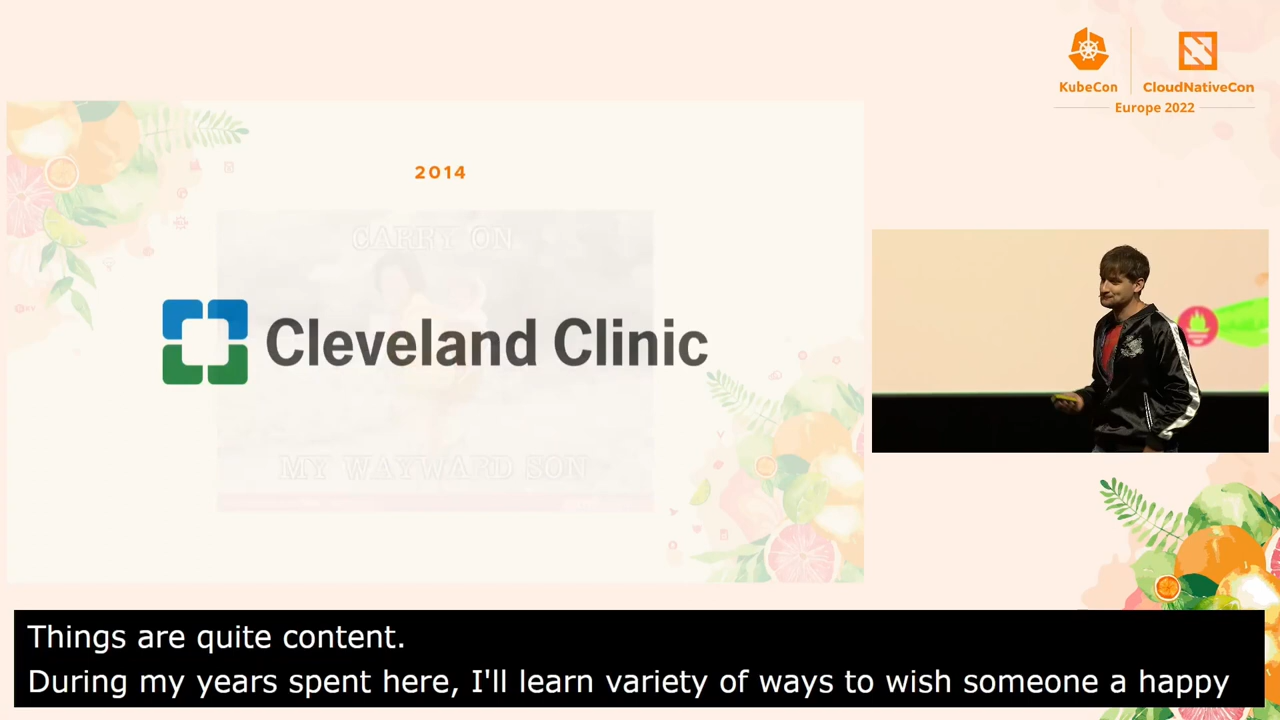 KubeCon
CloudNativeCon
Europe 2022
2014
CARRY ON
Cleveland Clinic
MY WAYWARD SON
Things are quite content.
During my years spent here, I'll learn variety of ways to wish someone a happy